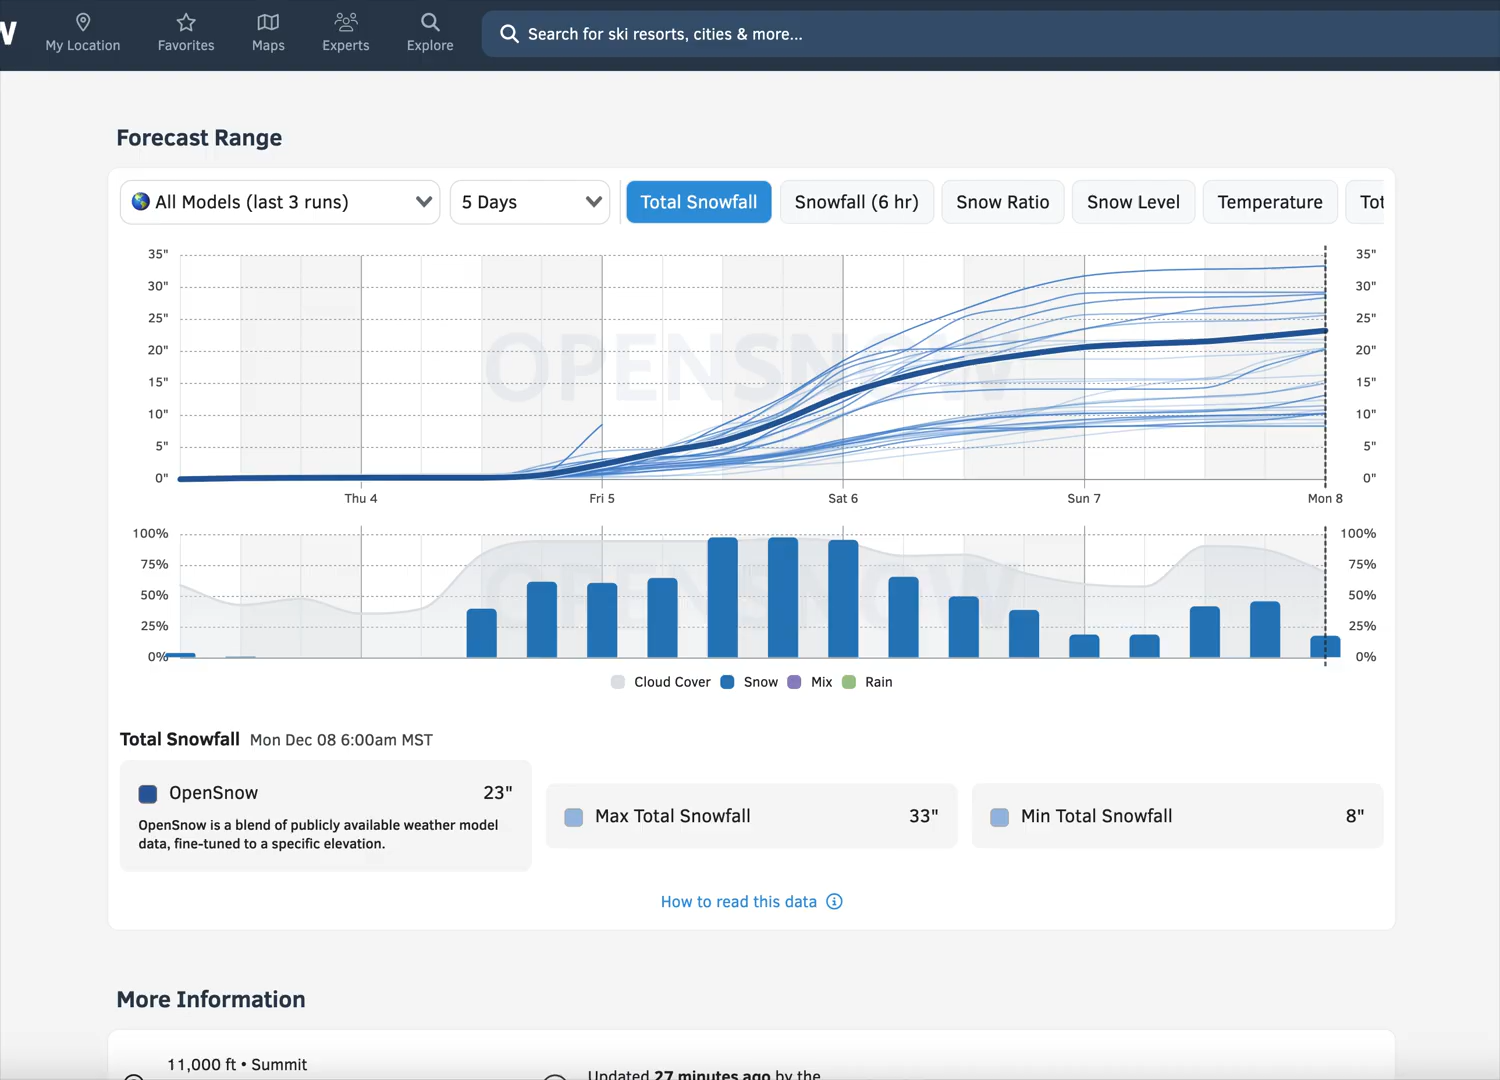 W
My Location
Favorites
Maps
Experts
Explore
Search for ski resorts, cities & more...
Forecast Range
All Models (last 3 runs)
5 Days
Total Snowfall
Snowfall (6 hr)
Snow Ratio
Snow Level
Temperature
Tot
35" 35"
30" 30"
25" 25"
20" 20"
15" 15"
10" 10"
5" 5"
0" 0"
OPENSNOW
Thu 4 Fri 5 Sat 6 Sun 7 Mon 8
100% 100%
75% 75%
50% 50%
25% 25%
0% 0%
OPENSNOW
Cloud Cover Snow Mix Rain
Total Snowfall Mon Dec 08 6:00am MST
OpenSnow 23"
OpenSnow is a blend of publicly available weather model
data, fine-tuned to a specific elevation.
Max Total Snowfall 33"
Min Total Snowfall 8"
How to read this data
More Information
11,000 ft • Summit
Updated 27 minutes ago by the